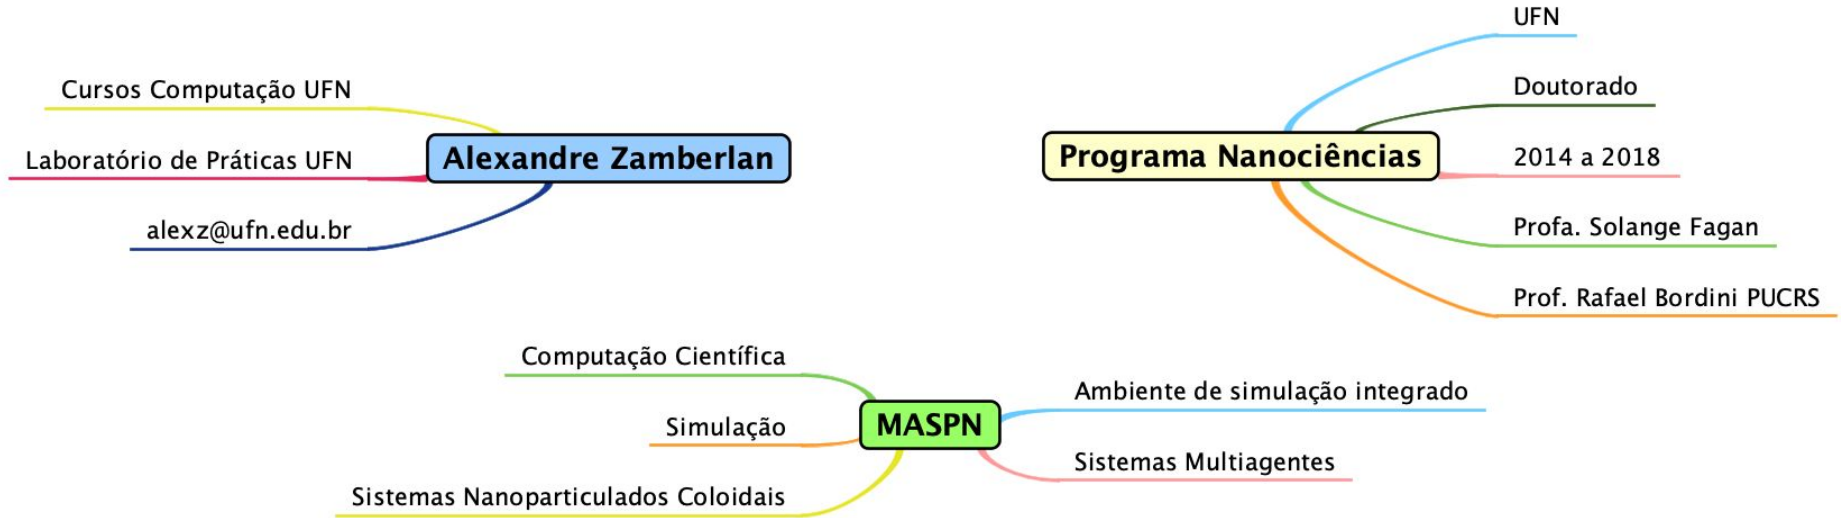 Cursos Computação UFN
Laboratório de Práticas UFN
alexz@ufn.edu.br
Alexandre Zamberlan
Programa Nanociências
UFN
Doutorado
2014 a 2018
Profa. Solange Fagan
Prof. Rafael Bordini PUCRS
Computação Científica
Simulação
Sistemas Nanoparticulados Coloidais
MASPN
Ambiente de simulação integrado
Sistemas Multiagentes